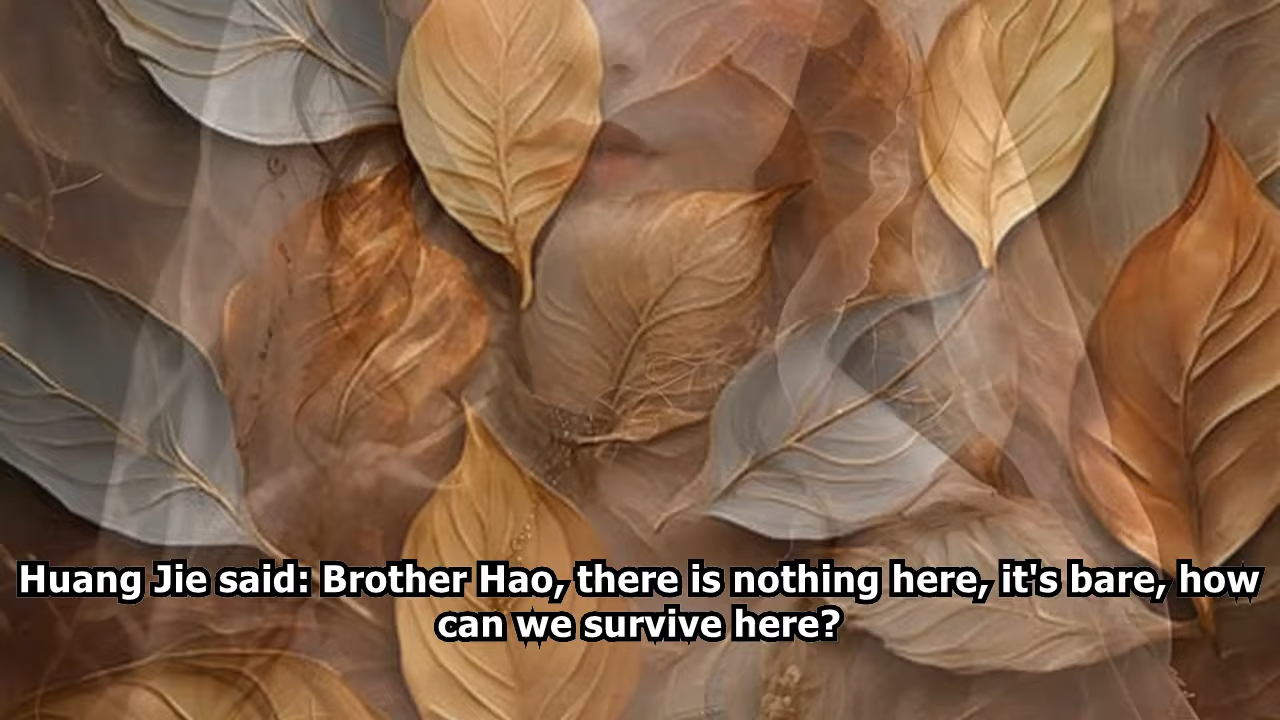 Huang Jie said: Brother Hao, there is nothing here, it's bare, how
can we survive here?